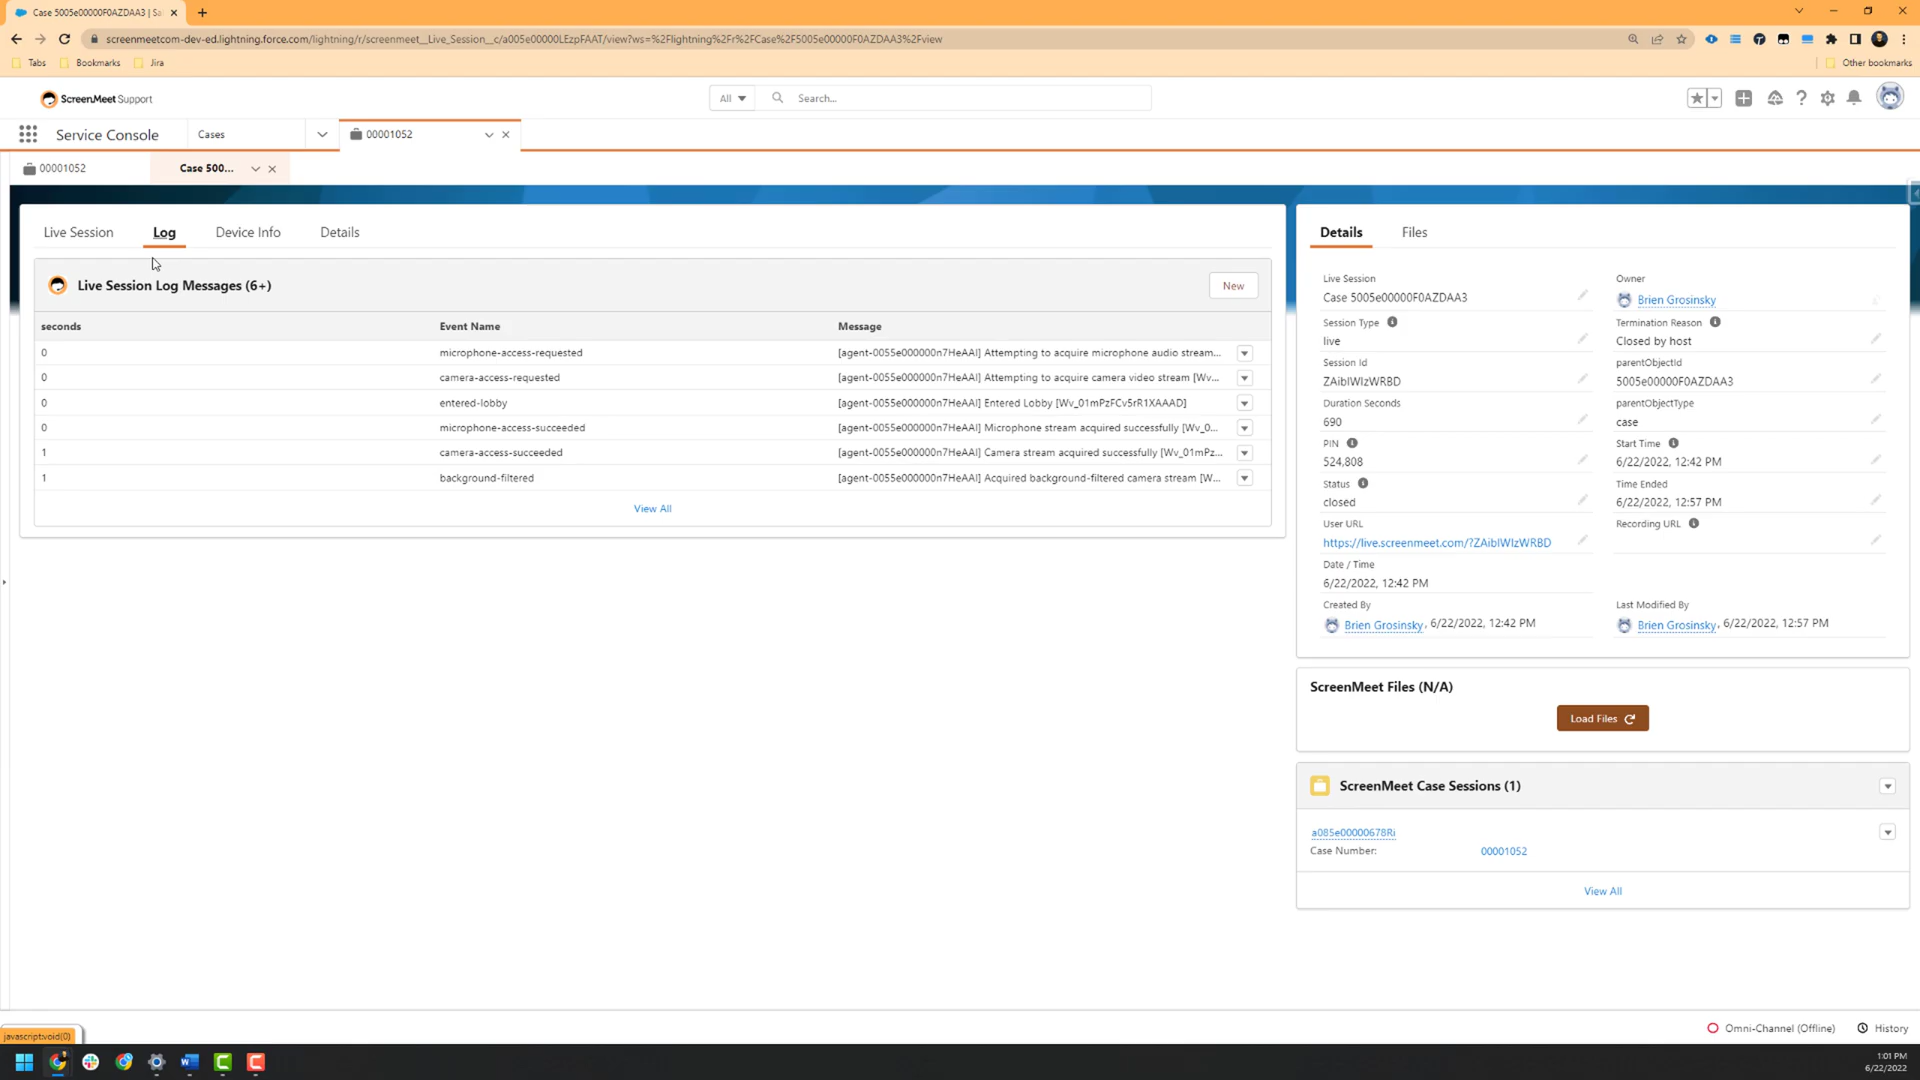 Case 5005e00000F0AZDAA3 | Sa
screenmeetcom-dev-ed.lightning.force.com/lightning/r/screenmeet__Live_Session__c/a005e00000LEzpFAAT/view?ws=%2Flightning%2Fr%2FCase%2F5005e00000F0AZDAA3%2Fview
Tabs Bookmarks Jira Other bookmarks
ScreenMeet Support All Search...
Service Console Cases 00001052
00001052 Case 500...
Live Session Log Device Info Details
Live Session Log Messages (6+) New
seconds Event Name Message
0 microphone-access-requested [agent-0055e000000n7HeAAI] Attempting to acquire microphone audio stream...
0 camera-access-requested [agent-0055e000000n7HeAAI] Attempting to acquire camera video stream [Wv...
0 entered-lobby [agent-0055e000000n7HeAAI] Entered Lobby [Wv_01mPzFCv5rR1XAAAD]
0 microphone-access-succeeded [agent-0055e000000n7HeAAI] Microphone stream acquired successfully [Wv_0...
1 camera-access-succeeded [agent-0055e000000n7HeAAI] Camera stream acquired successfully [Wv_01mPz...
1 background-filtered [agent-0055e000000n7HeAAI] Acquired background-filtered camera stream [W...
View All
Details Files
Live Session Owner
Case 5005e00000F0AZDAA3 Brien Grosinsky
Session Type Termination Reason
live Closed by host
Session Id parentObjectId
ZAibIWIzWRBD 5005e00000F0AZDAA3
Duration Seconds parentObjectType
690 case
PIN Start Time
524,808 6/22/2022, 12:42 PM
Status Time Ended
closed 6/22/2022, 12:57 PM
User URL Recording URL
https://live.screenmeet.com/?ZAibIWIzWRBD
Date / Time
6/22/2022, 12:42 PM
Created By Last Modified By
Brien Grosinsky, 6/22/2022, 12:42 PM Brien Grosinsky, 6/22/2022, 12:57 PM
ScreenMeet Files (N/A)
Load Files
ScreenMeet Case Sessions (1)
a085e00000678Ri
Case Number: 00001052
View All
javascript:void(0)
Omni-Channel (Offline) History
1:01 PM
6/22/2022